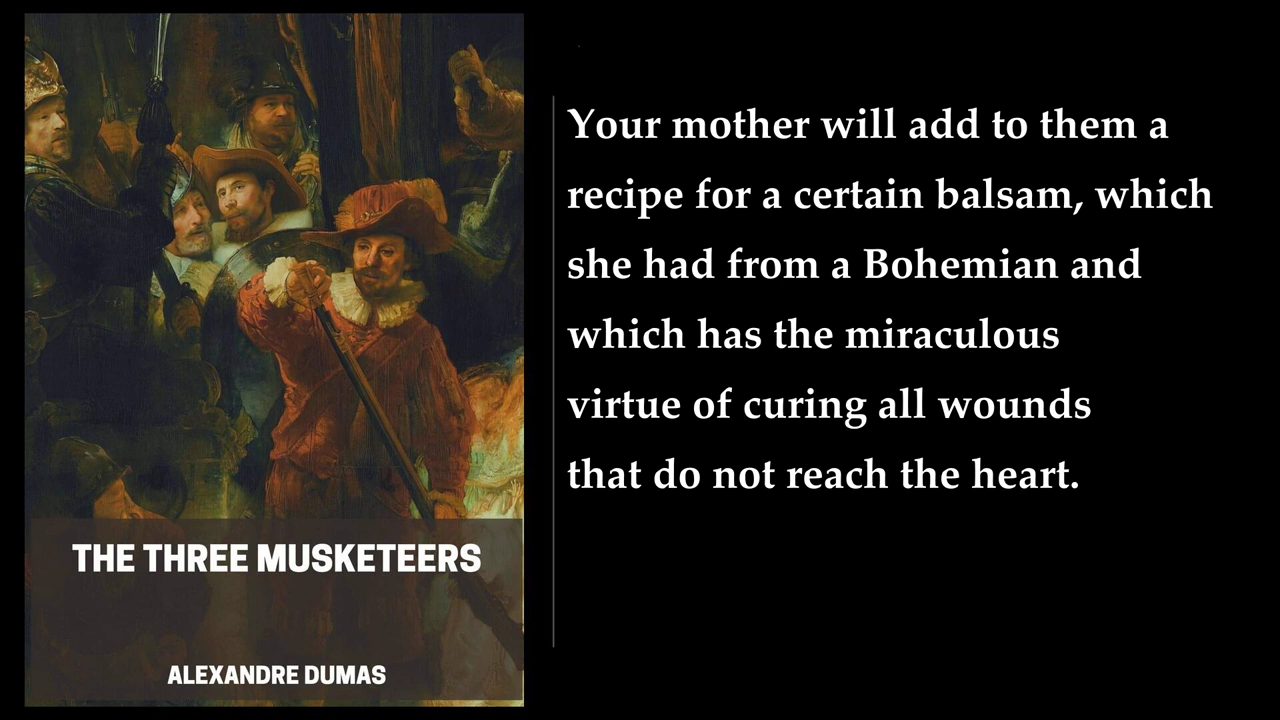 THE THREE MUSKETEERS
ALEXANDRE DUMAS
Your mother will add to them a
recipe for a certain balsam, which
she had from a Bohemian and
which has the miraculous
virtue of curing all wounds
that do not reach the heart.